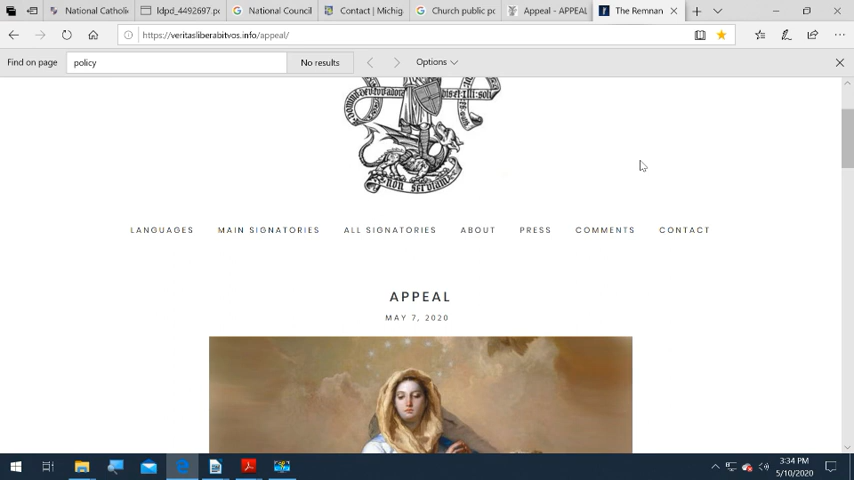 National Catholic
ldpd_4492697.pd
National Council
Contact | Michig
Church public po
Appeal - APPEAL
The Remnan
https://veritasliberabitvos.info/appeal/
Find on page policy No results Options
non serviam
LANGUAGES MAIN SIGNATORIES ALL SIGNATORIES ABOUT PRESS COMMENTS CONTACT
APPEAL
MAY 7, 2020
3:34 PM
5/10/2020